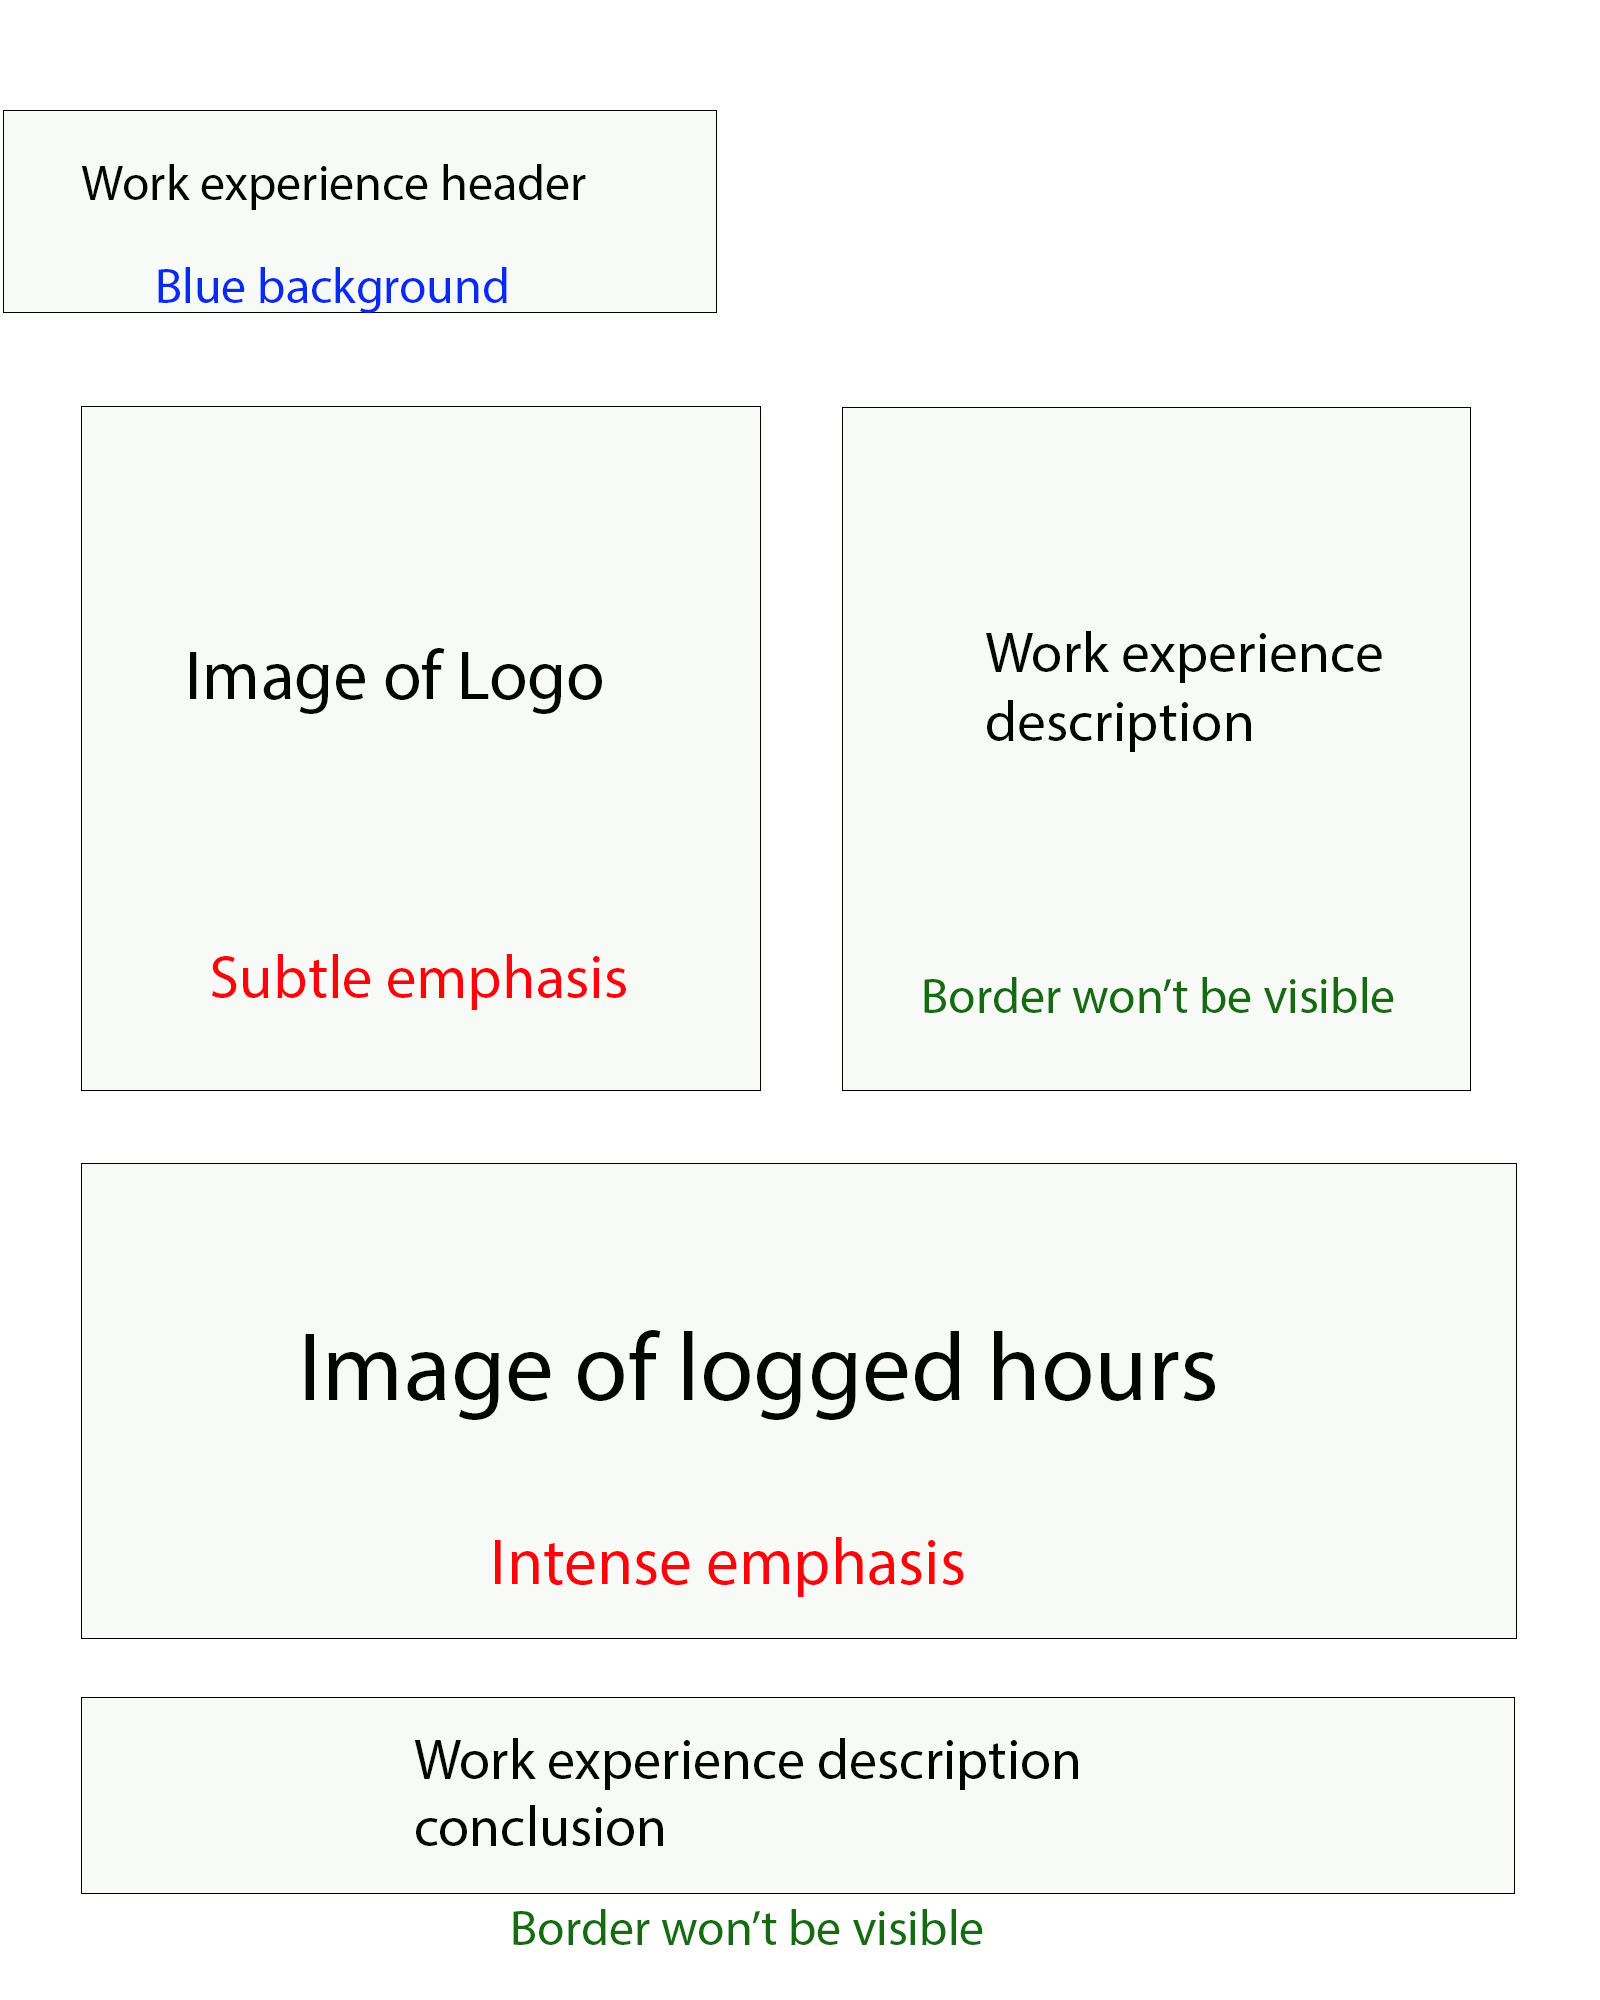 Work experience header
Blue background
Image of Logo
Subtle emphasis
Work experience
description
Border won’t be visible
Image of logged hours
Intense emphasis
Work experience description
conclusion
Border won’t be visible